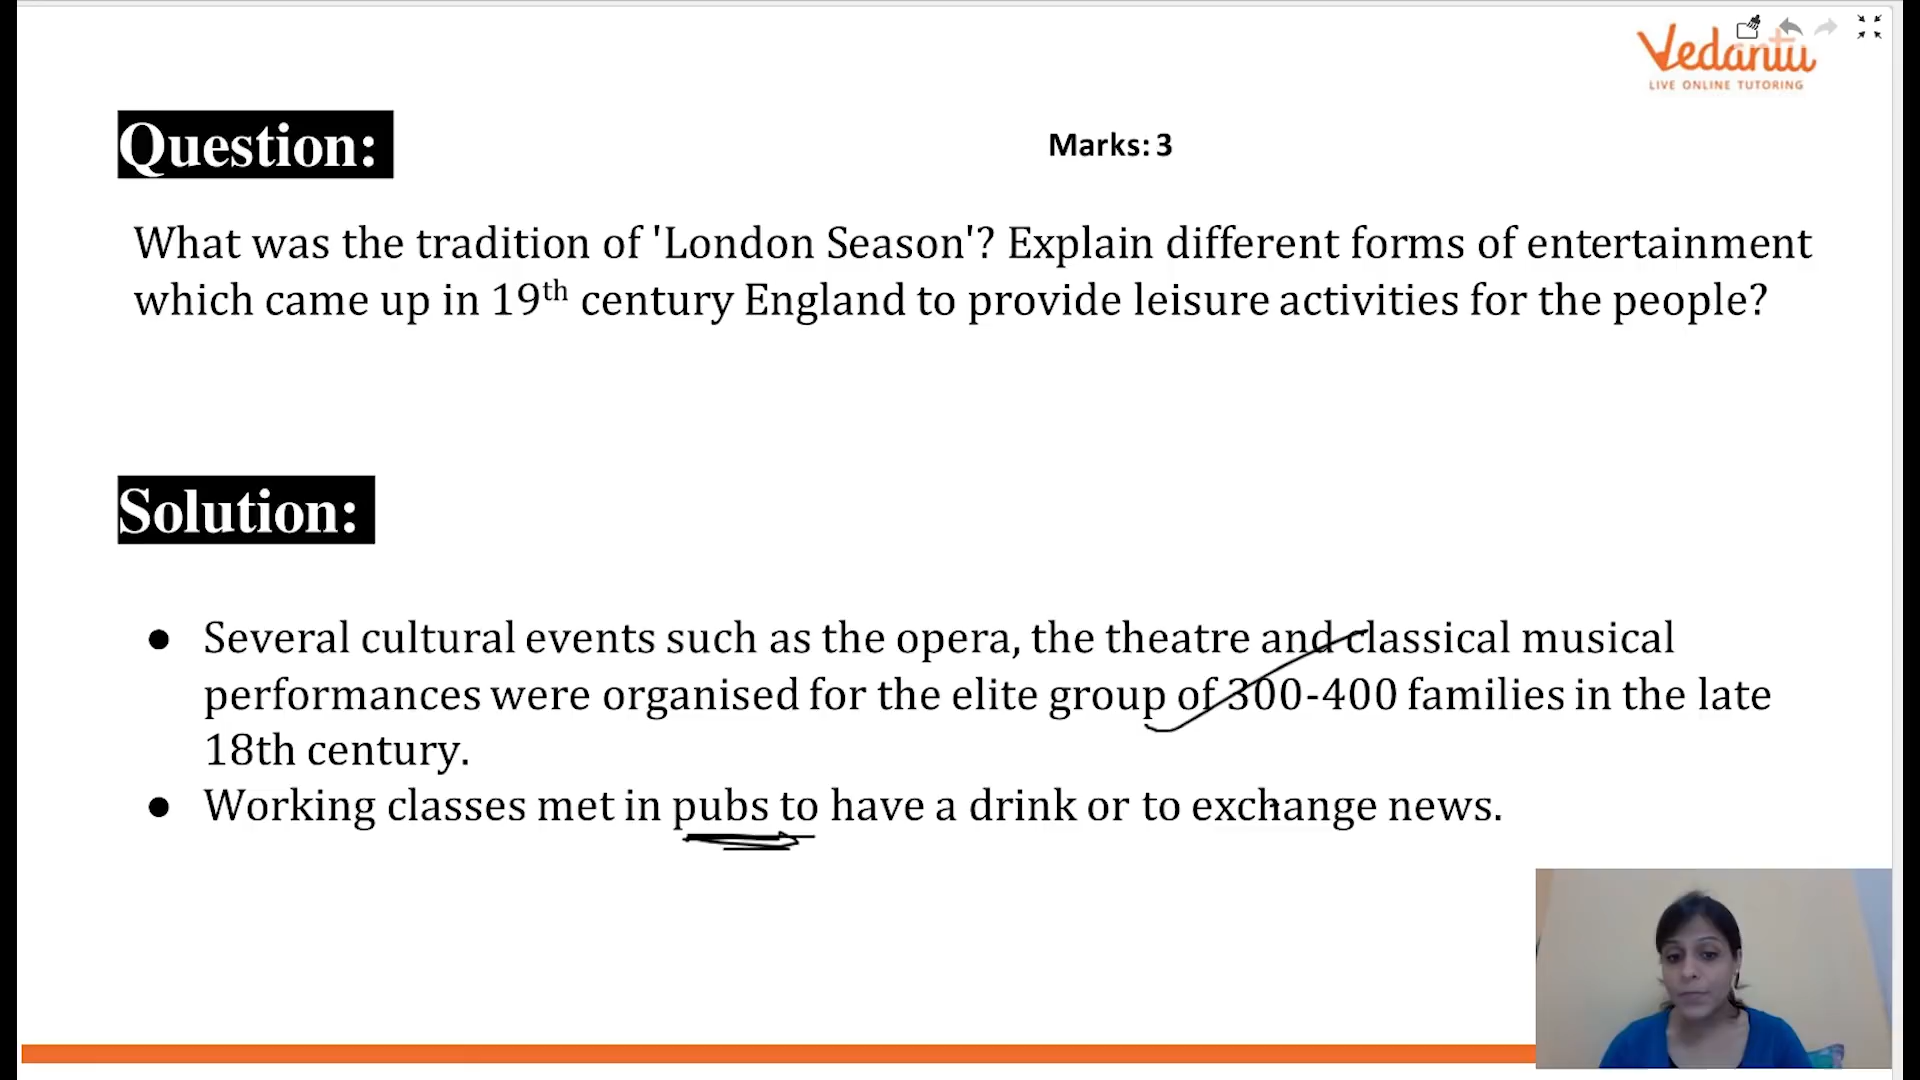 Vedantu
LIVE ONLINE TUTORING
Question:
Marks: 3
What was the tradition of 'London Season'? Explain different forms of entertainment
which came up in 19th century England to provide leisure activities for the people?
Solution:
● Several cultural events such as the opera, the theatre and classical musical
performances were organised for the elite group of 300-400 families in the late
18th century.
● Working classes met in pubs to have a drink or to exchange news.